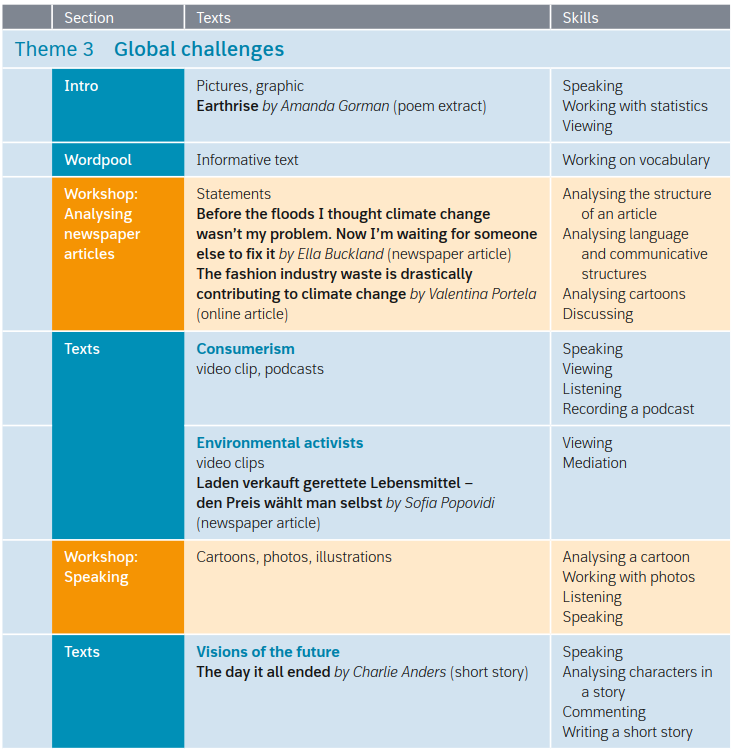 Section Texts Skills
Theme 3 Global challenges
Intro
Pictures, graphic
Earthrise by Amanda Gorman (poem extract)
Speaking
Working with statistics
Viewing
Wordpool
Informative text
Working on vocabulary
Workshop:
Analysing
newspaper
articles
Statements
Before the floods I thought climate change
wasn't my problem. Now I'm waiting for someone
else to fix it by Ella Buckland (newspaper article)
The fashion industry waste is drastically
contributing to climate change by Valentina Portela
(online article)
Analysing the structure
of an article
Analysing language
and communicative
structures
Analysing cartoons
Discussing
Texts
Consumerism
video clip, podcasts
Speaking
Viewing
Listening
Recording a podcast
Environmental activists
video clips
Laden verkauft gerettete Lebensmittel –
den Preis wählt man selbst by Sofia Popovidi
(newspaper article)
Viewing
Mediation
Workshop:
Speaking
Cartoons, photos, illustrations
Analysing a cartoon
Working with photos
Listening
Speaking
Texts
Visions of the future
The day it all ended by Charlie Anders (short story)
Speaking
Analysing characters in
a story
Commenting
Writing a short story